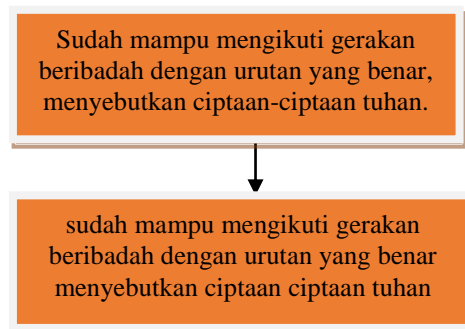 Sudah mampu mengikuti gerakan
beribadah dengan urutan yang benar,
menyebutkan ciptaan-ciptaan tuhan.
sudah mampu mengikuti gerakan
beribadah dengan urutan yang benar
menyebutkan ciptaan ciptaan tuhan